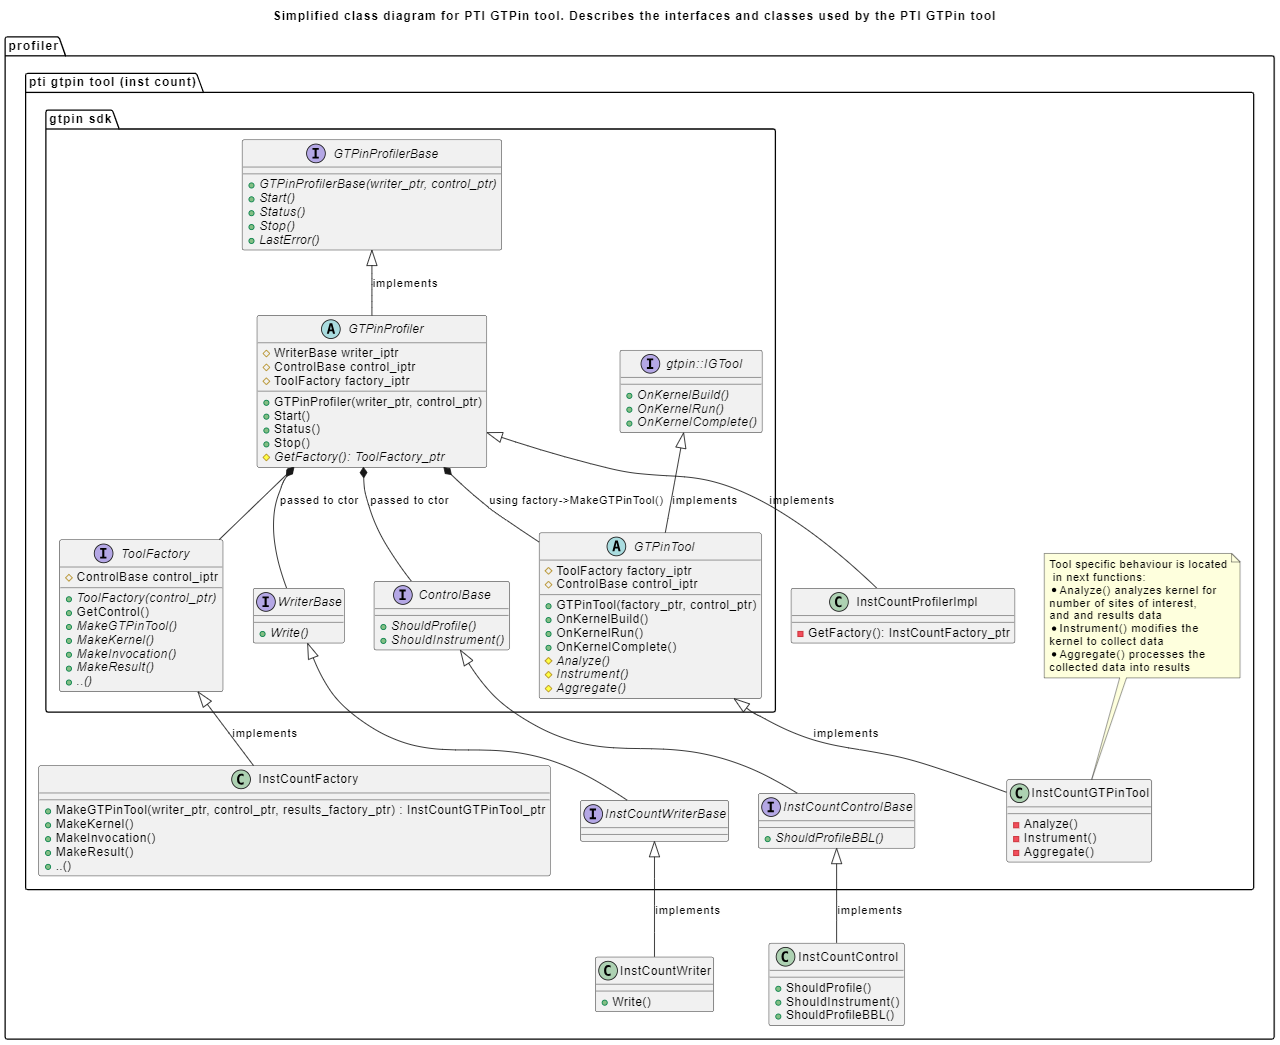 Simplified class diagram for PTI GTPin tool. Describes the interfaces and classes used by the PTI GTPin tool
profiler
pti gtpin tool (inst count)
gtpin sdk
I GTPinProfilerBase
GTPinProfilerBase(writer_ptr, control_ptr)
Start()
Status()
Stop()
LastError()
implements
A GTPinProfiler
WriterBase writer_iptr
ControlBase control_iptr
ToolFactory factory_iptr
GTPinProfiler(writer_ptr, control_ptr)
Start()
Status()
Stop()
GetFactory(): ToolFactory_ptr
I gtpin::IGTool
OnKernelBuild()
OnKernelRun()
OnKernelComplete()
passed to ctor
passed to ctor
using factory->MakeGTPinTool()
implements
implements
I ToolFactory
ControlBase control_iptr
ToolFactory(control_ptr)
GetControl()
MakeGTPinTool()
MakeKernel()
MakeInvocation()
MakeResult()
..()
I WriterBase
Write()
I ControlBase
ShouldProfile()
ShouldInstrument()
A GTPinTool
ToolFactory factory_iptr
ControlBase control_iptr
GTPinTool(factory_ptr, control_ptr)
OnKernelBuild()
OnKernelRun()
OnKernelComplete()
Analyze()
Instrument()
Aggregate()
C InstCountProfilerImpl
GetFactory(): InstCountFactory_ptr
Tool specific behaviour is located
in next functions:
• Analyze() analyzes kernel for
number of sites of interest,
and and results data
• Instrument() modifies the
kernel to collect data
• Aggregate() processes the
collected data into results
implements
implements
C InstCountFactory
MakeGTPinTool(writer_ptr, control_ptr, results_factory_ptr) : InstCountGTPinTool_ptr
MakeKernel()
MakeInvocation()
MakeResult()
..()
I InstCountWriterBase
I InstCountControlBase
ShouldProfileBBL()
C InstCountGTPinTool
Analyze()
Instrument()
Aggregate()
implements
implements
C InstCountWriter
Write()
C InstCountControl
ShouldProfile()
ShouldInstrument()
ShouldProfileBBL()